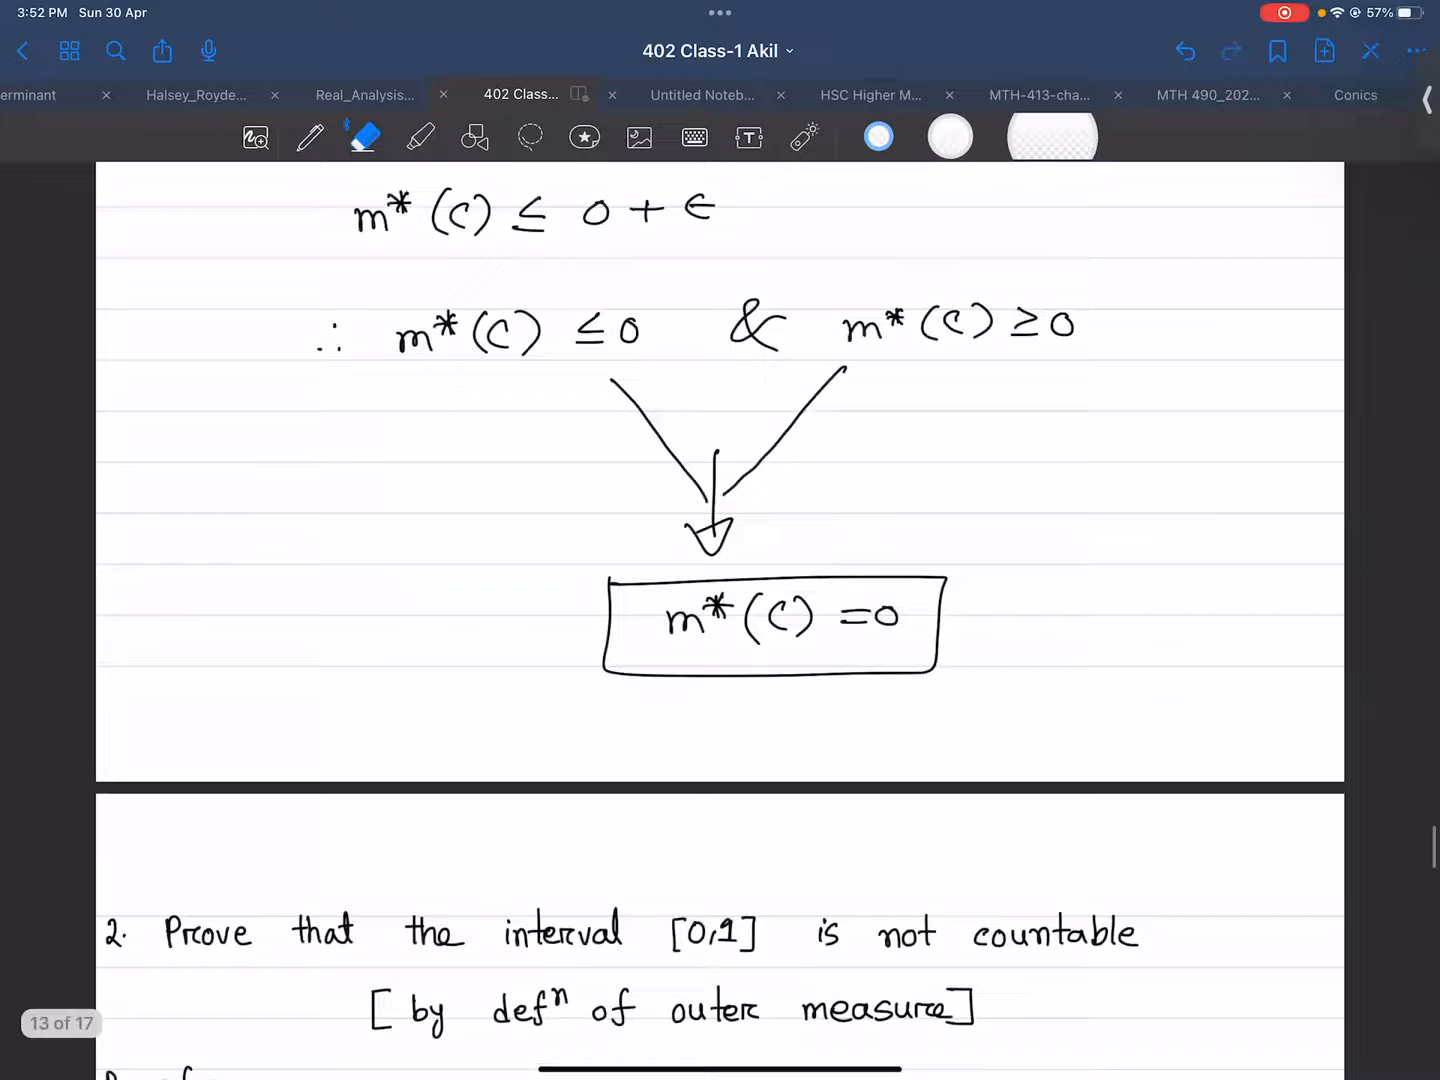 3:52 PM Sun 30 Apr
57%
402 Class-1 Akil
erminant
Halsey_Royde...
Real_Analysis...
402 Class...
Untitled Noteb...
HSC Higher M...
MTH-413-cha...
MTH 490_202...
Conics
m* (C) ≤ 0 + ∈
∴ m* (C) ≤ 0 & m* (C) ≥ 0
m* (C) = 0
2. Prove that the interval [0,1] is not countable
[ by defⁿ of outer measure]
13 of 17